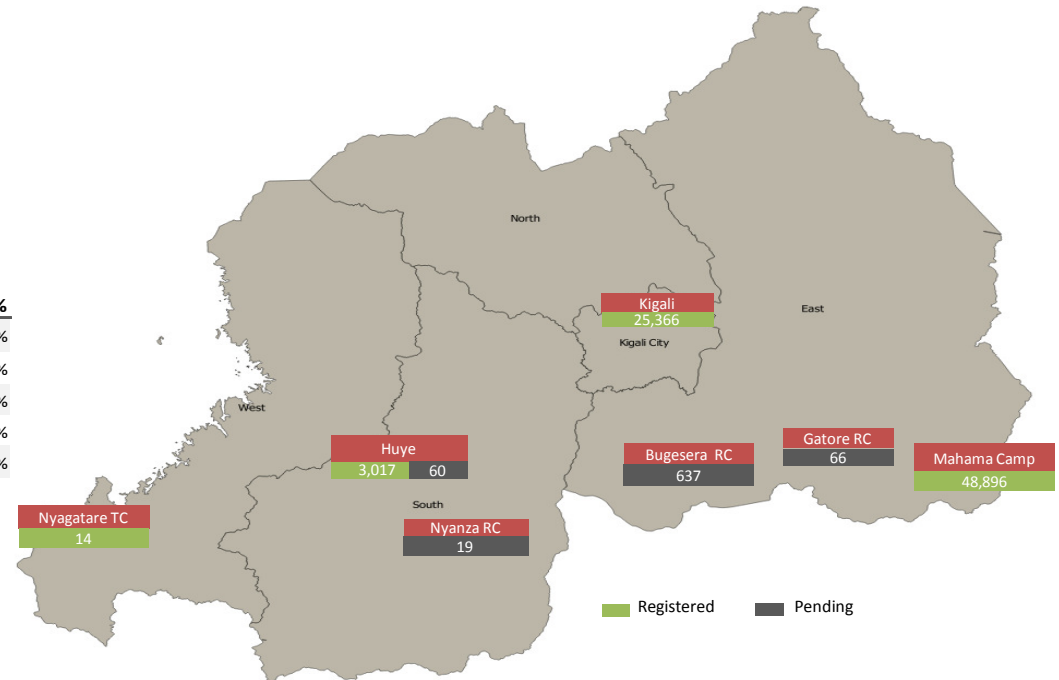 North
%
%
%
%
%
%
Kigali
25,366
Kigali City
East
West
Huye
3,017 60
South
Nyanza RC
19
Bugesera RC
637
Gatore RC
66
Mahama Camp
48,896
Nyagatare TC
14
Registered
Pending